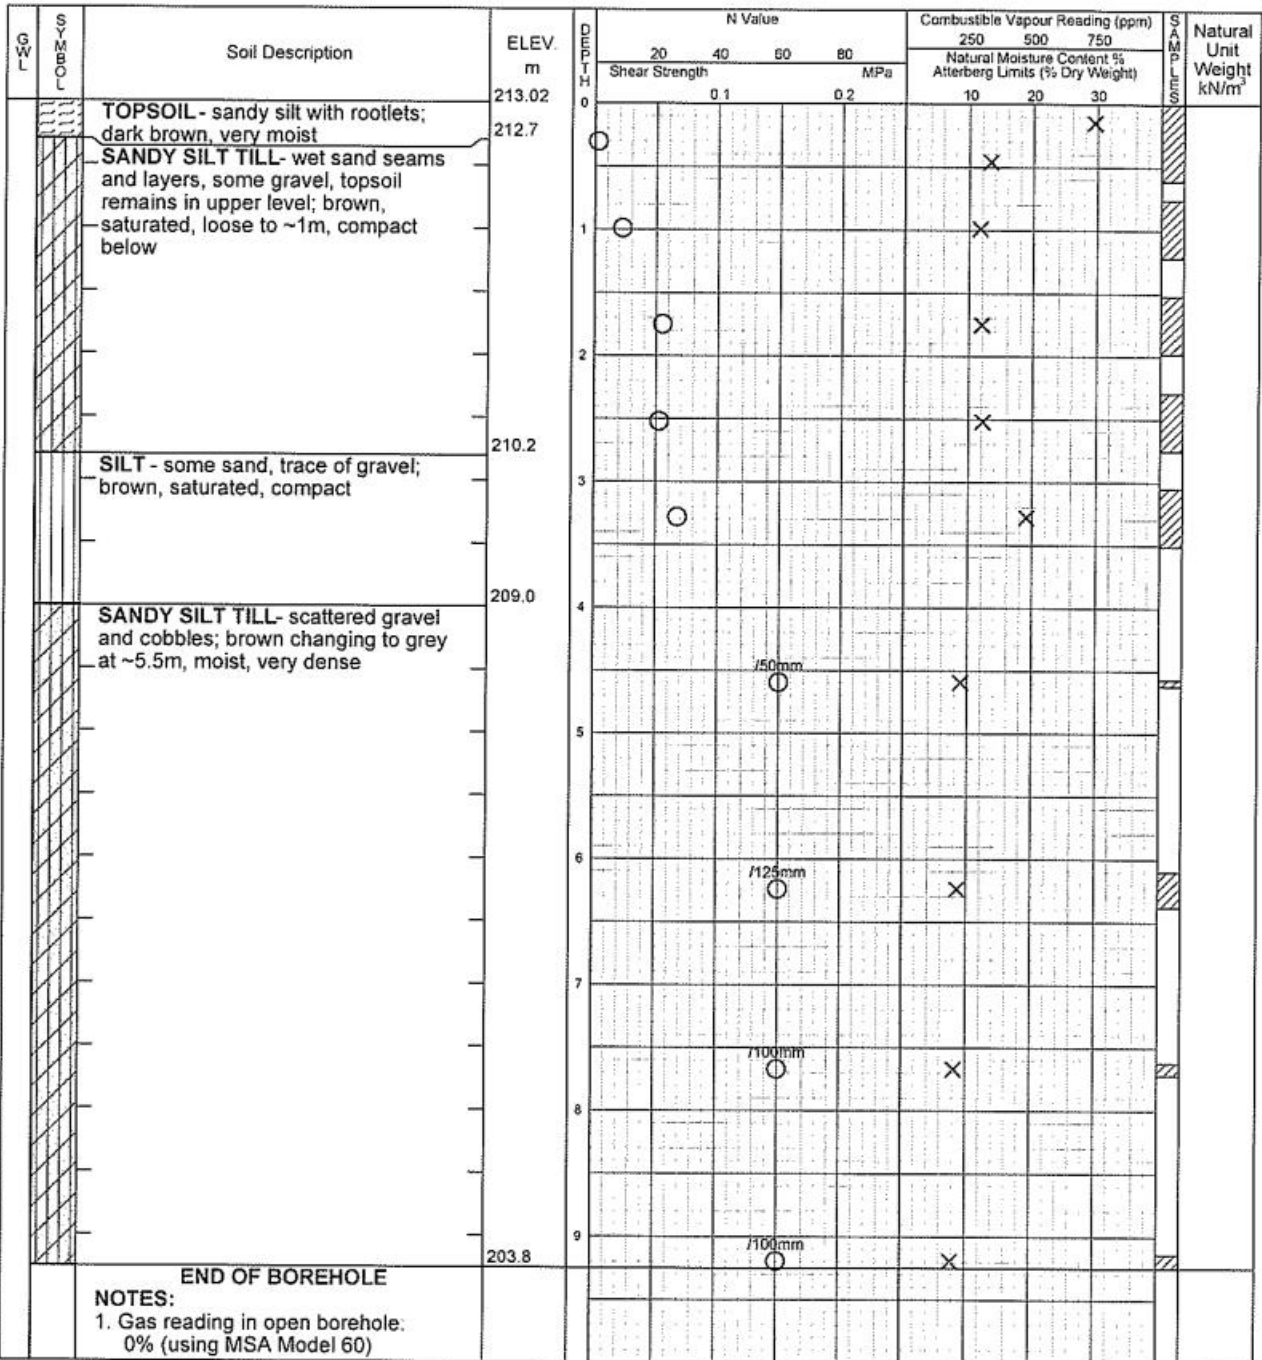 GWL
SYMBOL
Soil Description
ELEV.
m
DEPTH
N Value
20 40 60 80
Shear Strength MPa
0.1 0.2
Combustible Vapour Reading (ppm)
250 500 750
Natural Moisture Content %
Atterberg Limits (% Dry Weight)
10 20 30
SAMPLES
Natural
Unit
Weight
kN/m³
213.02
0
TOPSOIL- sandy silt with rootlets;
dark brown, very moist
212.7
SANDY SILT TILL- wet sand seams
and layers, some gravel, topsoil
remains in upper level; brown,
saturated, loose to ~1m, compact
below
1
2
210.2
SILT - some sand, trace of gravel;
brown, saturated, compact
3
209.0
4
SANDY SILT TILL- scattered gravel
and cobbles; brown changing to grey
at ~5.5m, moist, very dense
/50mm
5
6
/125mm
7
/100mm
8
9
/100mm
203.8
END OF BOREHOLE
NOTES:
1. Gas reading in open borehole:
0% (using MSA Model 60)